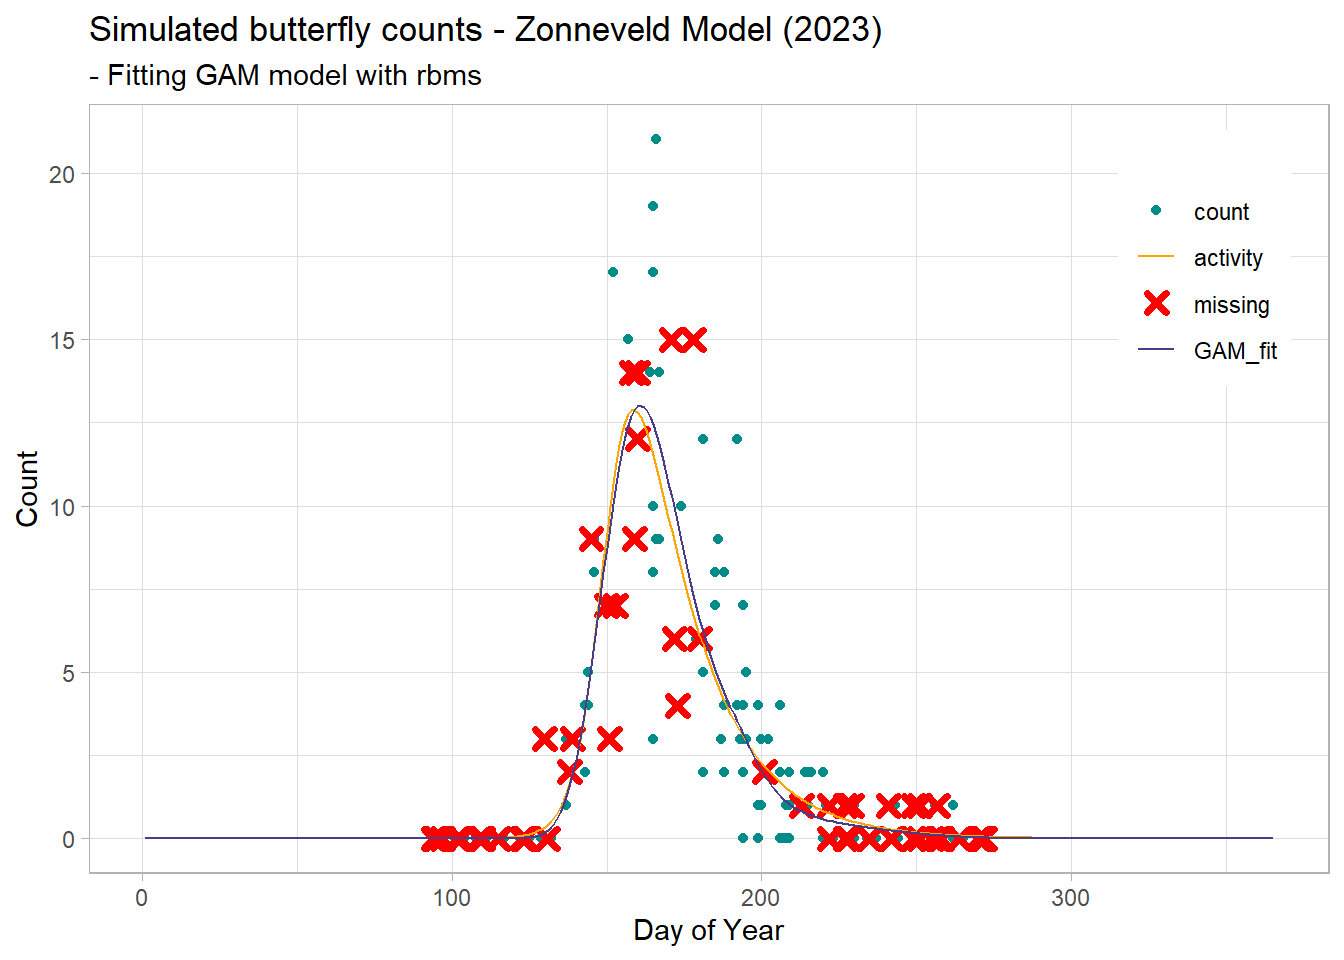 Simulated butterfly counts - Zonneveld Model (2023)
- Fitting GAM model with rbms
20
15
10
5
0
Count
count
activity
missing
GAM_fit
0
100
200
300
Day of Year